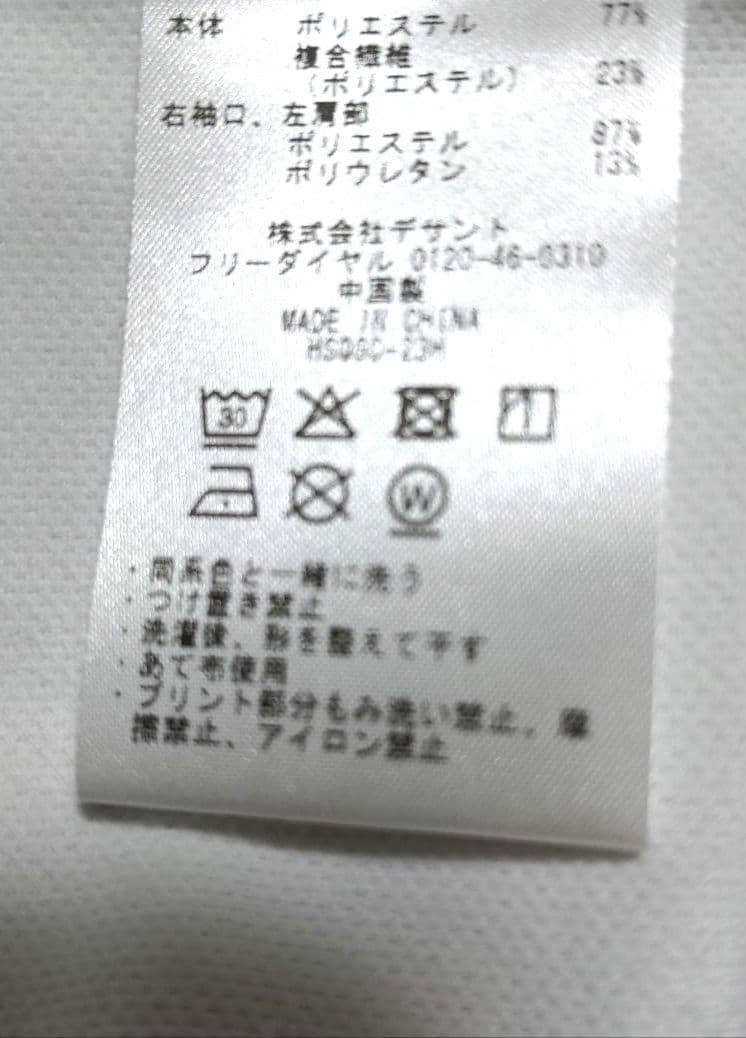 本体 ポリエステル 77%
複合繊維
(ポリエステル) 23%
右袖口、左肩部
ポリエステル 87%
ポリウレタン 13%
株式会社デサント
フリーダイヤル 0120-46-0310
中国製
MADE IN CHINA
30
W
・同系色と一緒に洗う
・つけ置き禁止
・洗濯後、形を整えて干す
・あて布使用
・プリント部分もみ洗い禁止、摩
擦禁止、アイロン禁止